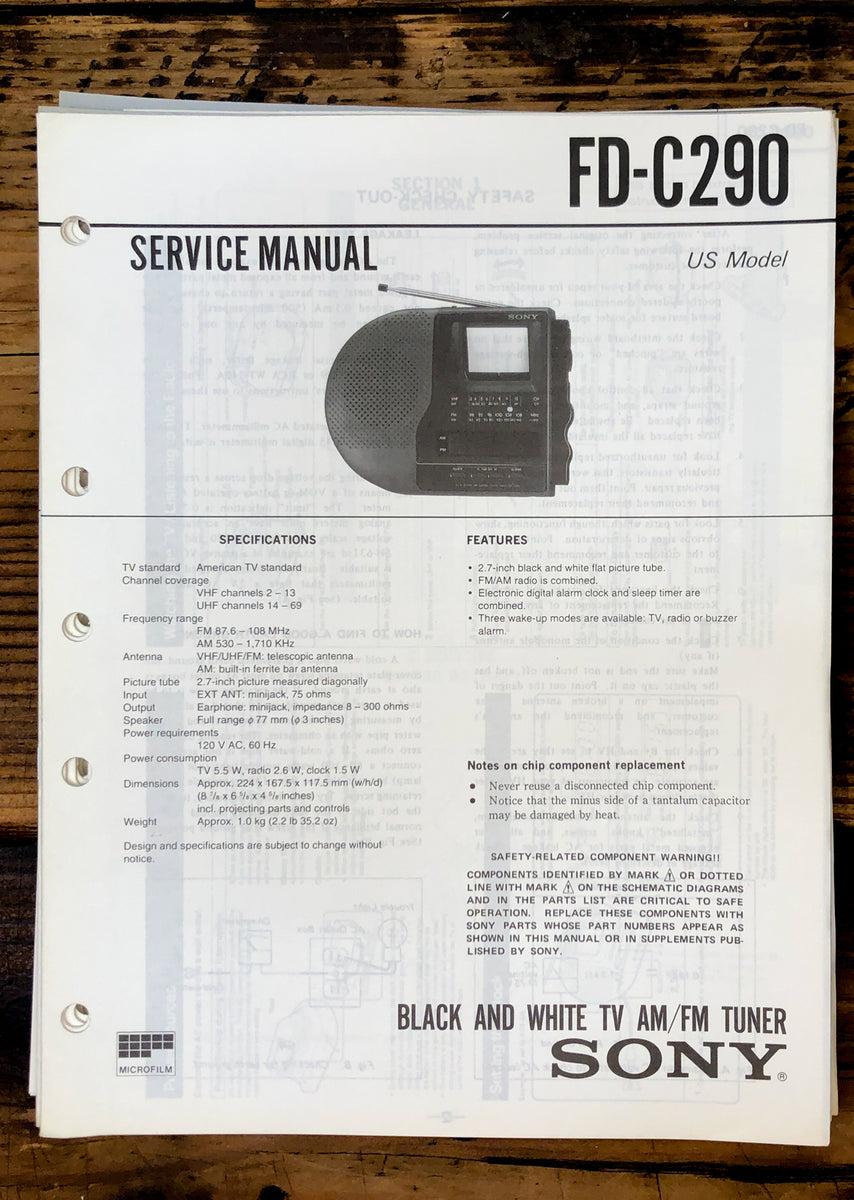 FD-C290
SERVICE MANUAL
US Model
SONY
SPECIFICATIONS
TV standard American TV standard
Channel coverage
VHF channels 2 – 13
UHF channels 14 – 69
Frequency range
FM 87.6 – 108 MHz
AM 530 – 1,710 KHz
Antenna VHF/UHF/FM: telescopic antenna
AM: built-in ferrite bar antenna
Picture tube 2.7-inch picture measured diagonally
Input EXT ANT: minijack, 75 ohms
Output Earphone: minijack, impedance 8 – 300 ohms
Speaker Full range φ 77 mm (φ 3 inches)
Power requirements
120 V AC, 60 Hz
Power consumption
TV 5.5 W, radio 2.6 W, clock 1.5 W
Dimensions Approx. 224 x 167.5 x 117.5 mm (w/h/d)
incl. projecting parts and controls
Weight Approx. 1.0 kg (2.2 lb 35.2 oz)
Design and specifications are subject to change without
notice.
FEATURES
• 2.7-inch black and white flat picture tube.
• FM/AM radio is combined.
• Electronic digital alarm clock and sleep timer are
combined.
• Three wake-up modes are available: TV, radio or buzzer
alarm.
Notes on chip component replacement
• Never reuse a disconnected chip component.
• Notice that the minus side of a tantalum capacitor
may be damaged by heat.
SAFETY-RELATED COMPONENT WARNING!!
COMPONENTS IDENTIFIED BY MARK ⚠ OR DOTTED
LINE WITH MARK ⚠ ON THE SCHEMATIC DIAGRAMS
AND IN THE PARTS LIST ARE CRITICAL TO SAFE
OPERATION. REPLACE THESE COMPONENTS WITH
SONY PARTS WHOSE PART NUMBERS APPEAR AS
SHOWN IN THIS MANUAL OR IN SUPPLEMENTS PUB-
LISHED BY SONY.
BLACK AND WHITE TV AM/FM TUNER
SONY®
MICROFILM